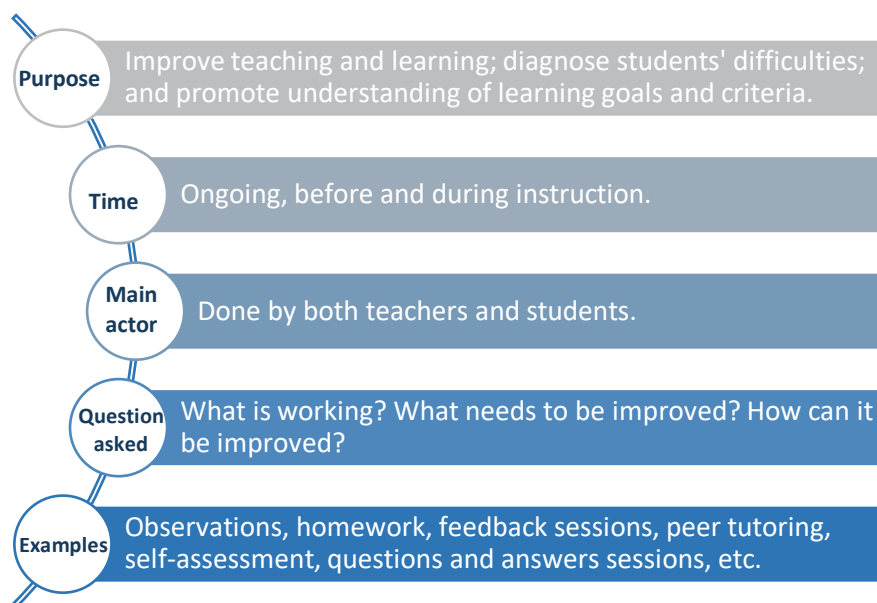 Purpose
Improve teaching and learning; diagnose students' difficulties;
and promote understanding of learning goals and criteria.
Time
Ongoing, before and during instruction.
Main
actor
Done by both teachers and students.
Question
asked
What is working? What needs to be improved? How can it
be improved?
Examples
Observations, homework, feedback sessions, peer tutoring,
self-assessment, questions and answers sessions, etc.